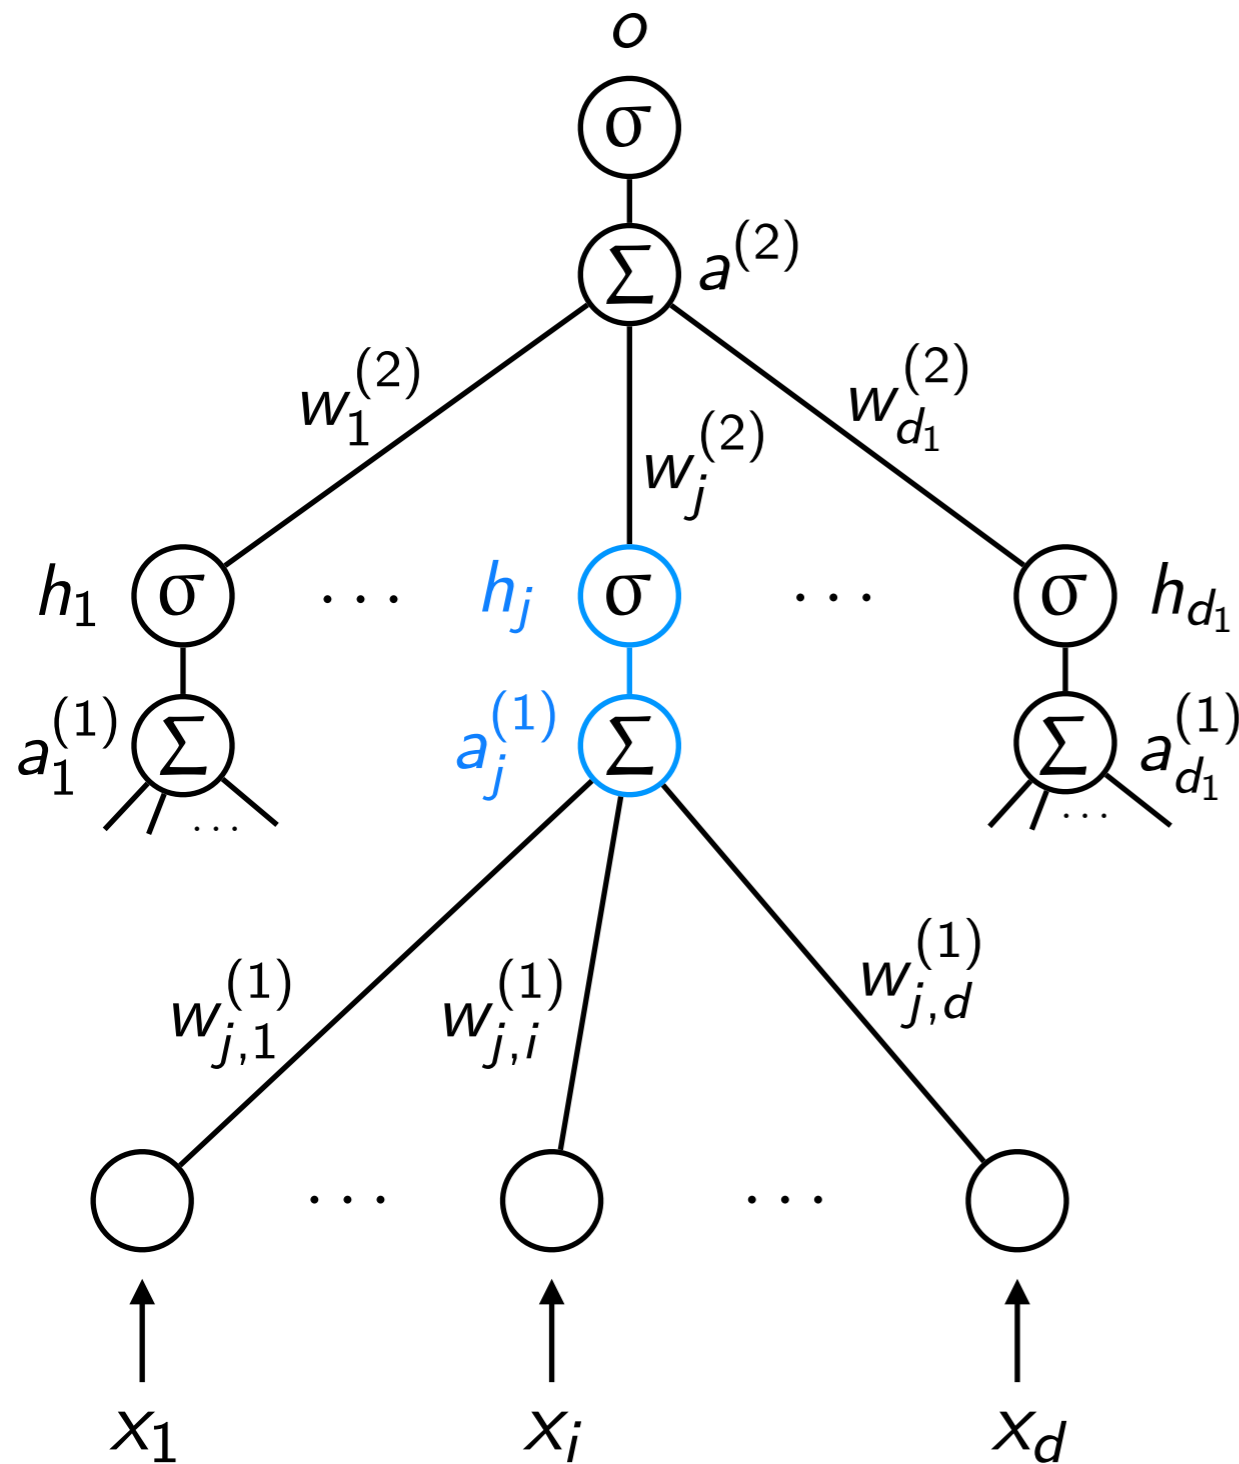 o
σ
Σ a^(2)
w_1^(2) w_j^(2) w_{d_1}^(2)
h_1 σ · · · h_j σ · · · σ h_{d_1}
a_1^(1) Σ a_j^(1) Σ Σ a_{d_1}^(1)
· · · · · ·
w_{j,1}^(1) w_{j,i}^(1) w_{j,d}^(1)
· · · · · ·
x_1 x_i x_d